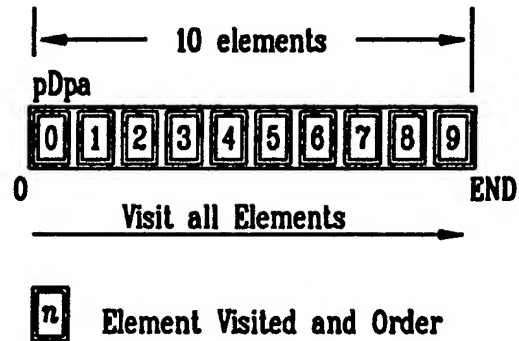 10 elements
pDpa
0 1 2 3 4 5 6 7 8 9
0 END
Visit all Elements
n Element Visited and Order